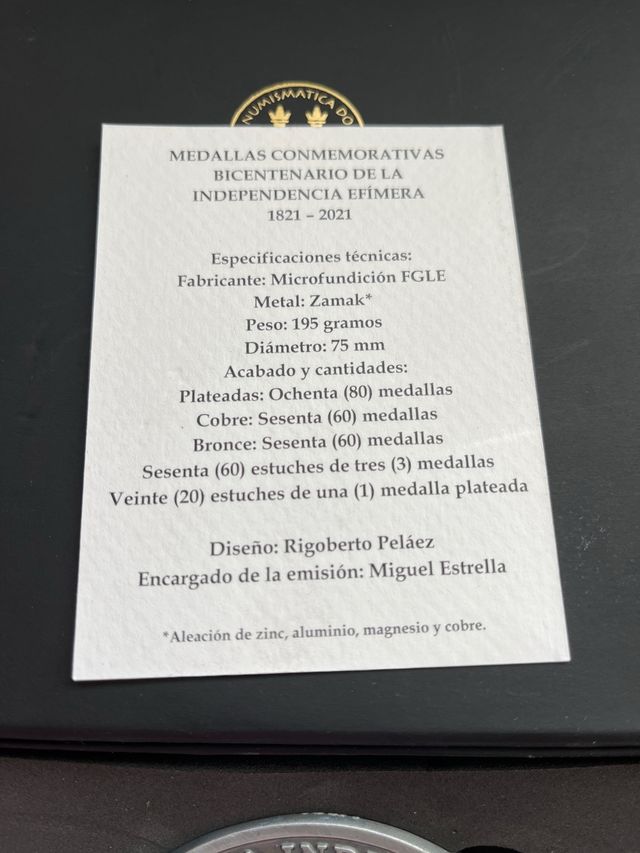 NUMISMATICA DO
MEDALLAS CONMEMORATIVAS
BICENTENARIO DE LA
INDEPENDENCIA EFÍMERA
1821 – 2021
Especificaciones técnicas:
Fabricante: Microfundición FGLE
Metal: Zamak*
Peso: 195 gramos
Diámetro: 75 mm
Acabado y cantidades:
Plateadas: Ochenta (80) medallas
Cobre: Sesenta (60) medallas
Bronce: Sesenta (60) medallas
Sesenta (60) estuches de tres (3) medallas
Veinte (20) estuches de una (1) medalla plateada
Diseño: Rigoberto Peláez
Encargado de la emisión: Miguel Estrella
*Aleación de zinc, aluminio, magnesio y cobre.